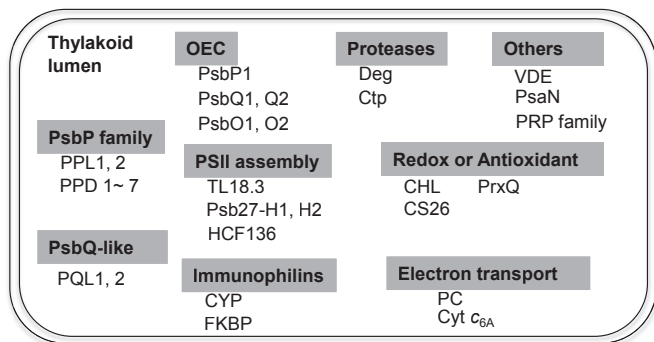 Thylakoid
lumen
OEC
PsbP1
PsbQ1, Q2
PsbO1, O2
Proteases
Deg
Ctp
Others
VDE
PsaN
PRP family
PsbP family
PPL1, 2
PPD 1~ 7
PSII assembly
TL18.3
Psb27-H1, H2
HCF136
Redox or Antioxidant
CHL PrxQ
CS26
PsbQ-like
PQL1, 2
Immunophilins
CYP
FKBP
Electron transport
PC
Cyt c6A